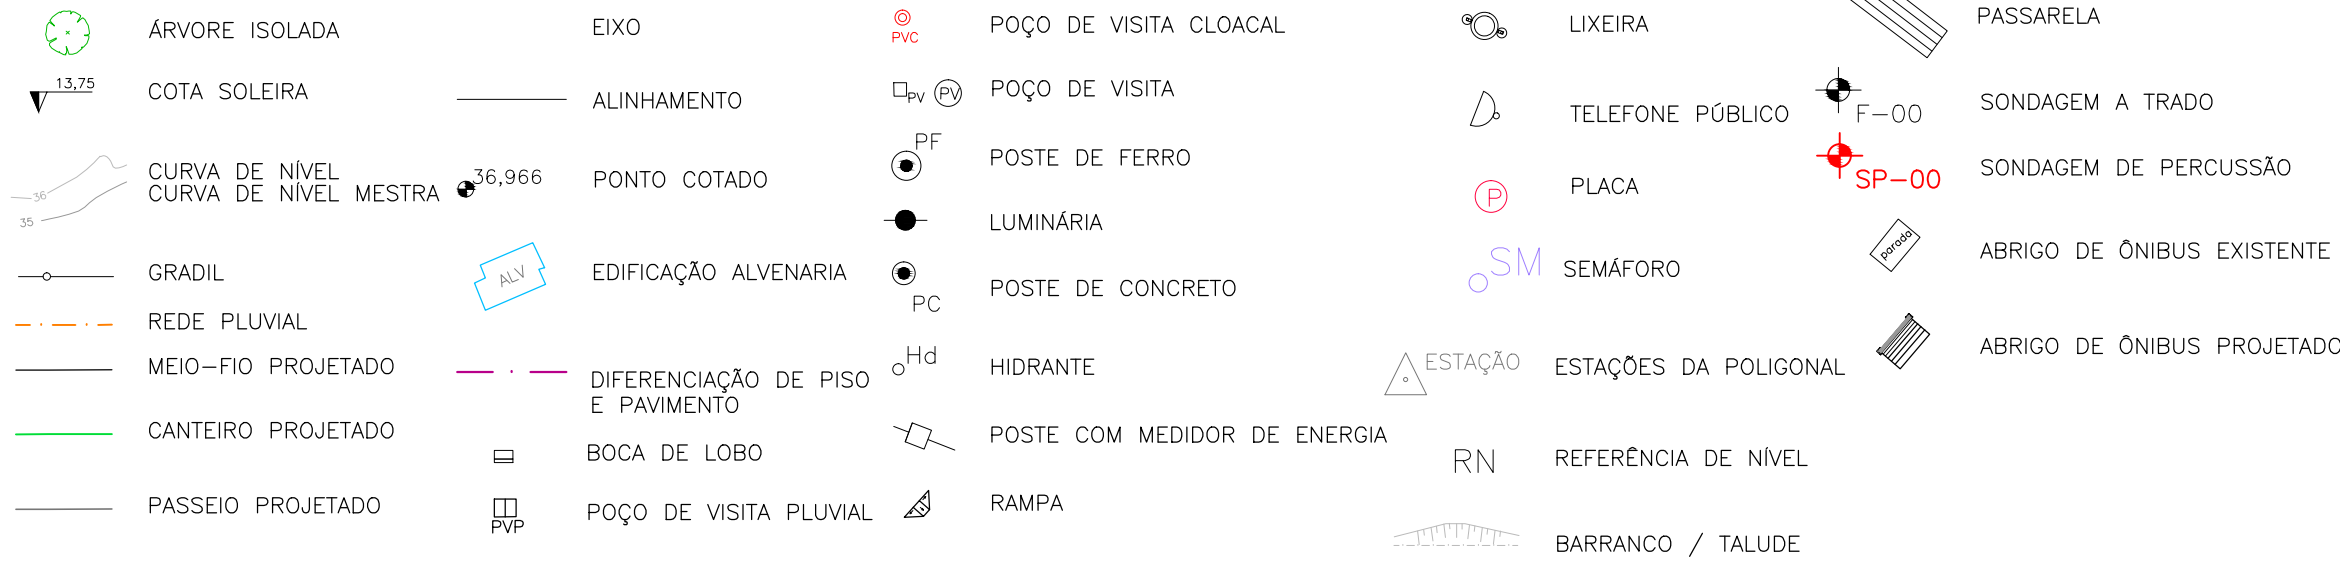 ÁRVORE ISOLADA
13,75
COTA SOLEIRA
CURVA DE NÍVEL
CURVA DE NÍVEL MESTRA
36
35
GRADIL
REDE PLUVIAL
MEIO-FIO PROJETADO
CANTEIRO PROJETADO
PASSEIO PROJETADO
EIXO
ALINHAMENTO
36,966
PONTO COTADO
ALV
EDIFICAÇÃO ALVENARIA
DIFERENCIAÇÃO DE PISO
E PAVIMENTO
BOCA DE LOBO
PVP
POÇO DE VISITA PLUVIAL
PVC
POÇO DE VISITA CLOACAL
PV PV
POÇO DE VISITA
PF
POSTE DE FERRO
LUMINÁRIA
PC
POSTE DE CONCRETO
Hd
HIDRANTE
POSTE COM MEDIDOR DE ENERGIA
RAMPA
LIXEIRA
TELEFONE PÚBLICO
P
PLACA
SM
SEMÁFORO
ESTAÇÃO
ESTAÇÕES DA POLIGONAL
RN
REFERÊNCIA DE NÍVEL
BARRANCO / TALUDE
PASSARELA
F-00
SONDAGEM A TRADO
SP-00
SONDAGEM DE PERCUSSÃO
parada
ABRIGO DE ÔNIBUS EXISTENTE
ABRIGO DE ÔNIBUS PROJETADO